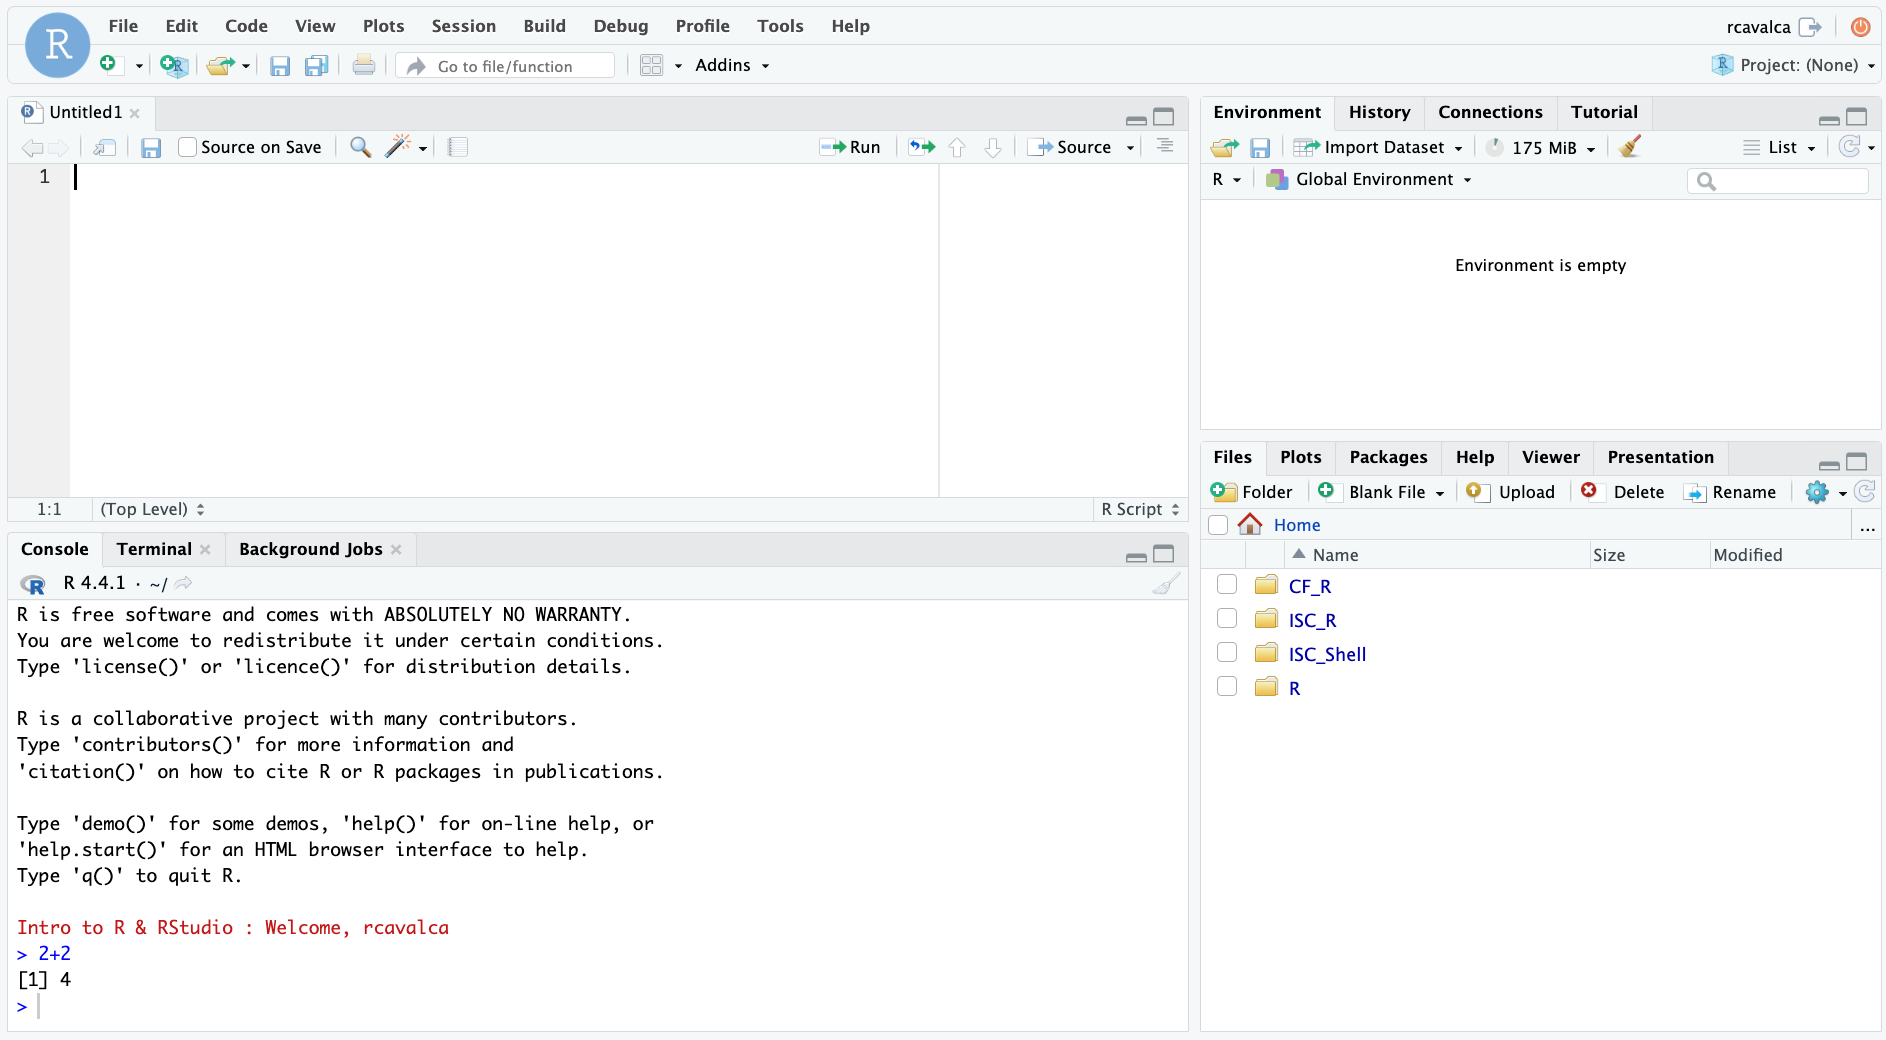 R File Edit Code View Plots Session Build Debug Profile Tools Help rcavalca
Go to file/function Addins Project: (None)
Untitled1
Source on Save Run Source
1
1:1 (Top Level) R Script
Console Terminal Background Jobs
R 4.4.1 · ~/
R is free software and comes with ABSOLUTELY NO WARRANTY.
You are welcome to redistribute it under certain conditions.
Type 'license()' or 'licence()' for distribution details.
R is a collaborative project with many contributors.
Type 'contributors()' for more information and
'citation()' on how to cite R or R packages in publications.
Type 'demo()' for some demos, 'help()' for on-line help, or
'help.start()' for an HTML browser interface to help.
Type 'q()' to quit R.
Intro to R & RStudio : Welcome, rcavalca
> 2+2
[1] 4
>
Environment History Connections Tutorial
Import Dataset 175 MiB List
R Global Environment
Environment is empty
Files Plots Packages Help Viewer Presentation
Folder Blank File Upload Delete Rename
Home ...
Name Size Modified
CF_R
ISC_R
ISC_Shell
R